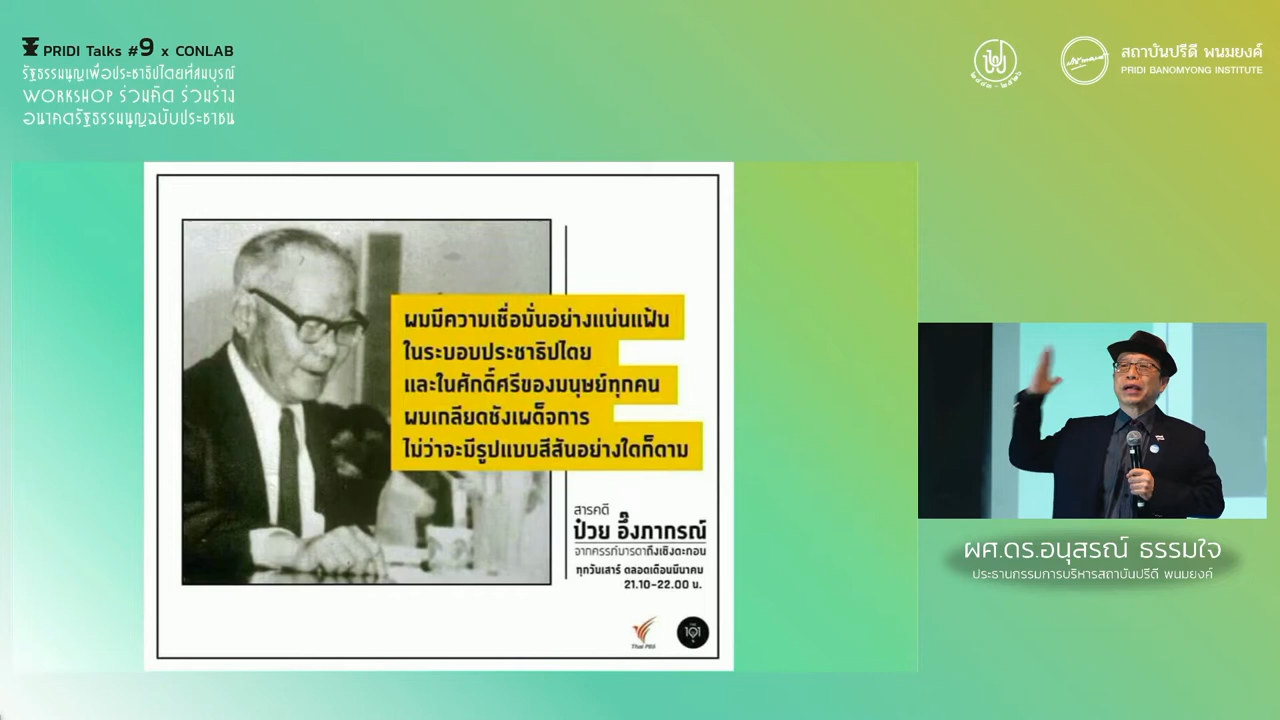 PRIDI Talks #9 x CONLAB
รัฐธรรมนูญเพื่อประชาธิปไตยที่สมบูรณ์
WORKSHOP ร่วมคิด ร่วมร่าง
อนาคตรัฐธรรมนูญฉบับประชาชน
สถาบันปรีดี พนมยงค์
PRIDI BANOMYONG INSTITUTE
ผมมีความเชื่อมั่นอย่างแน่นแฟ้น
ในระบอบประชาธิปไตย
และในศักดิ์ศรีของมนุษย์ทุกคน
ผมเกลียดชังเผด็จการ
ไม่ว่าจะมีรูปแบบสีสันอย่างใดก็ตาม
สารคดี
ป๋วย อึ๊งภากรณ์
จากครรภ์มารดาถึงเชิงตะกอน
ทุกวันเสาร์ ตลอดเดือนมีนาคม
21.10-22.00 น.
Thai PBS
THE
101
ผศ.ดร.อนุสรณ์ ธรรมใจ
ประธานกรรมการบริหารสถาบันปรีดี พนมยงค์